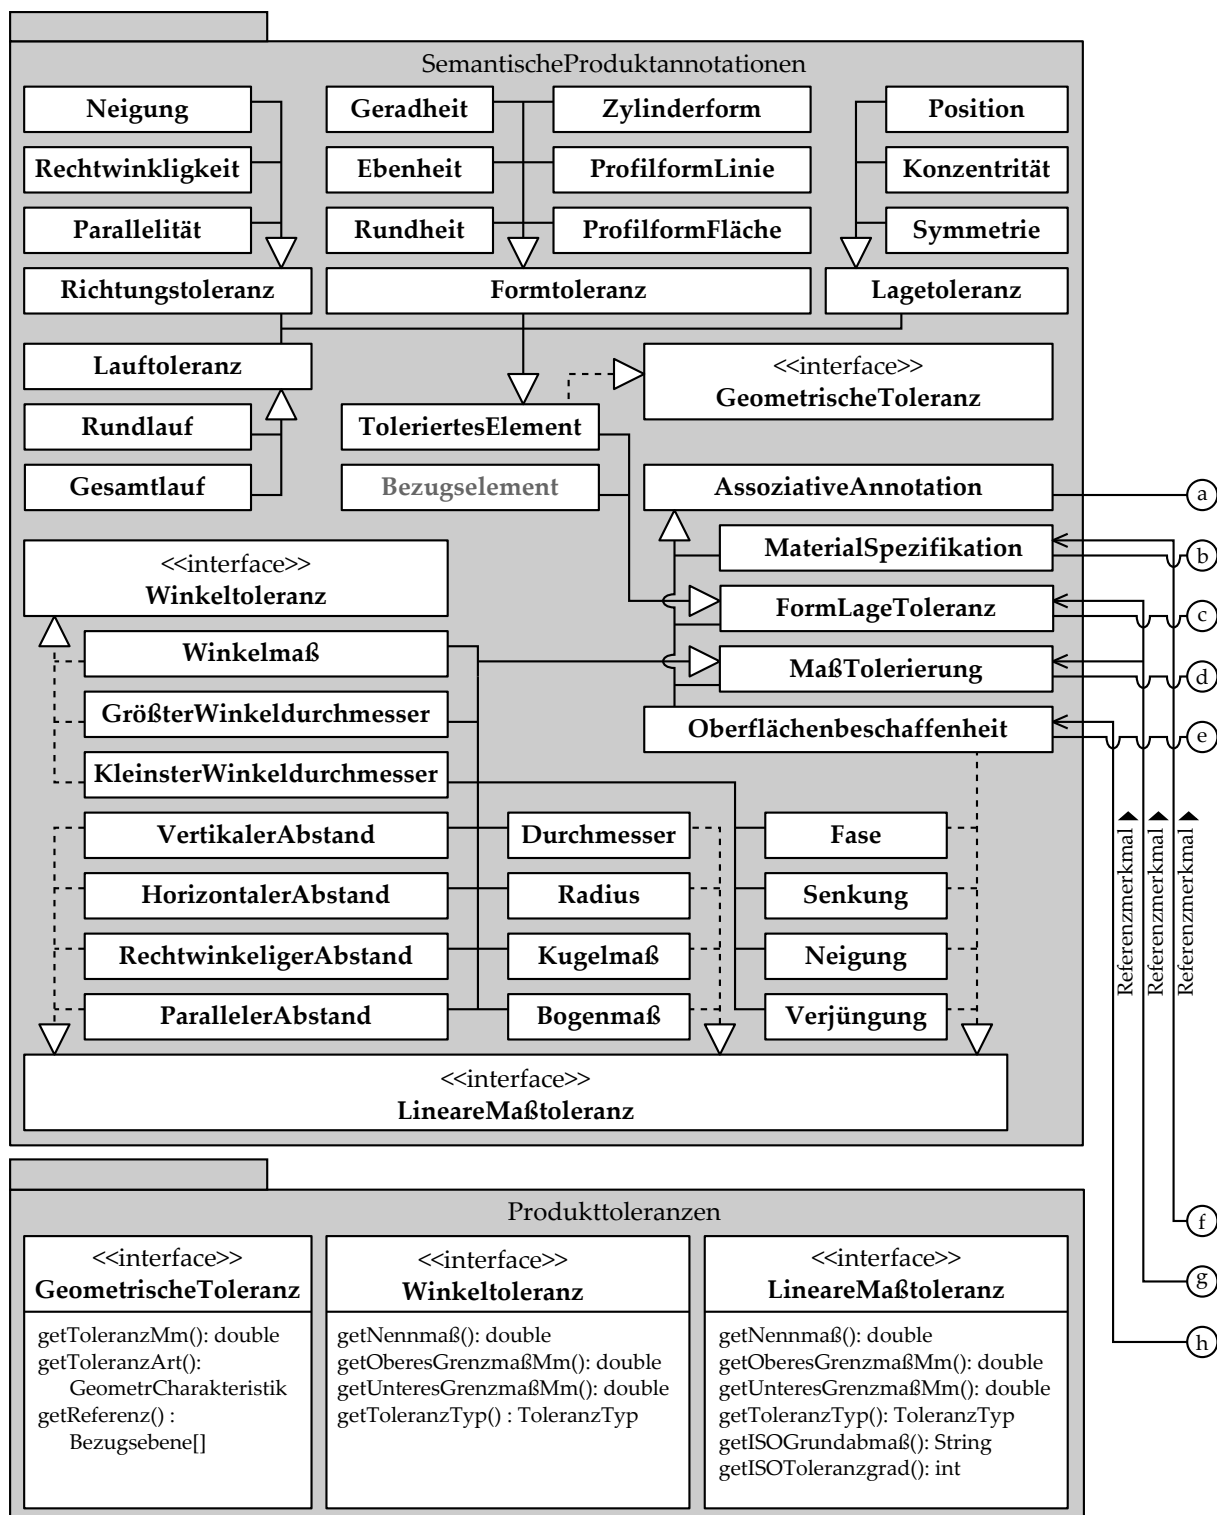 SemantischeProduktannotationen
Neigung
Geradheit
Zylinderform
Position
Rechtwinkligkeit
Ebenheit
ProfilformLinie
Konzentrität
Parallelität
Rundheit
ProfilformFläche
Symmetrie
Richtungstoleranz
Formtoleranz
Lagetoleranz
Lauftoleranz
<<interface>>
GeometrischeToleranz
Rundlauf
ToleriertesElement
Gesamtlauf
Bezugselement
AssoziativeAnnotation
a
<<interface>>
Winkeltoleranz
MaterialSpezifikation
b
FormLageToleranz
c
Winkelmaß
MaßTolerierung
d
GrößterWinkeldurchmesser
Oberflächenbeschaffenheit
e
KleinsterWinkeldurchmesser
VertikalerAbstand
Durchmesser
Fase
HorizontalerAbstand
Radius
Senkung
RechtwinkeligerAbstand
Kugelmaß
Neigung
ParallelerAbstand
Bogenmaß
Verjüngung
Referenzmerkmal
Referenzmerkmal
Referenzmerkmal
<<interface>>
LineareMaßtoleranz
f
g
h
Produkttoleranzen
<<interface>>
GeometrischeToleranz
getToleranzMm(): double
getToleranzArt():
GeometrCharakteristik
getReferenz() :
Bezugsebene[]
<<interface>>
Winkeltoleranz
getNennmaß(): double
getOberesGrenzmaßMm(): double
getUnteresGrenzmaßMm(): double
getToleranzTyp() : ToleranzTyp
<<interface>>
LineareMaßtoleranz
getNennmaß(): double
getOberesGrenzmaßMm(): double
getUnteresGrenzmaßMm(): double
getToleranzTyp(): ToleranzTyp
getISOGrundabmaß(): String
getISOToleranzgrad(): int